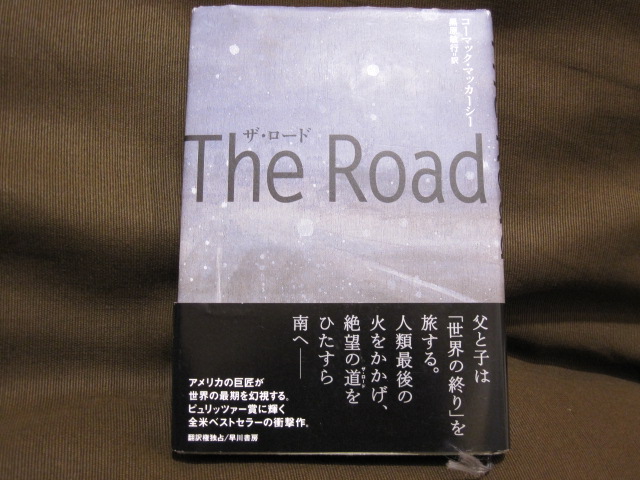 コーマック・マッカーシー
黒原敏行・訳
ザ・ロード
The Road
父と子は
「世界の終り」を
旅する。
人類最後の
火をかかげ、
絶望の道を
ひたすら
南へ――
アメリカの巨匠が
世界の最期を幻視する。
ピュリッツァー賞に輝く
全米ベストセラーの衝撃作。
翻訳権独占/早川書房